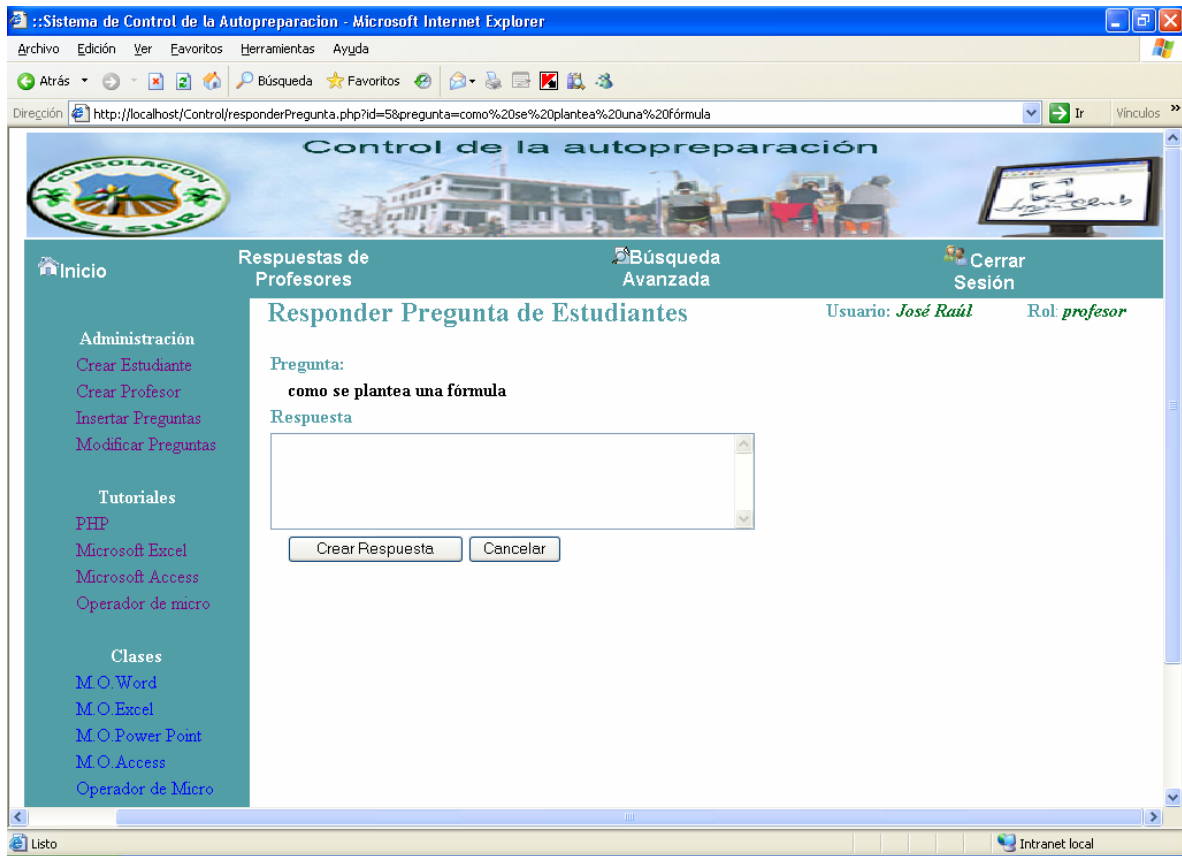 ::Sistema de Control de la Autopreparacion - Microsoft Internet Explorer
Archivo Edición Ver Favoritos Herramientas Ayuda
Atrás Búsqueda Favoritos
Dirección http://localhost/Control/responderPregunta.php?id=5&pregunta=como%20se%20plantea%20una%20fórmula Ir Vínculos »
Control de la autopreparación
CONSOLACION
DEL SUR
Joven Club
Inicio
Respuestas de
Profesores
Búsqueda
Avanzada
Cerrar
Sesión
Responder Pregunta de Estudiantes
Usuario: José Raúl Rol: profesor
Administración
Crear Estudiante
Crear Profesor
Insertar Preguntas
Modificar Preguntas
Tutoriales
PHP
Microsoft Excel
Microsoft Access
Operador de micro
Clases
M.O.Word
M.O.Excel
M.O.Power Point
M.O.Access
Operador de Micro
Pregunta:
como se plantea una fórmula
Respuesta
Crear Respuesta Cancelar
Listo Intranet local